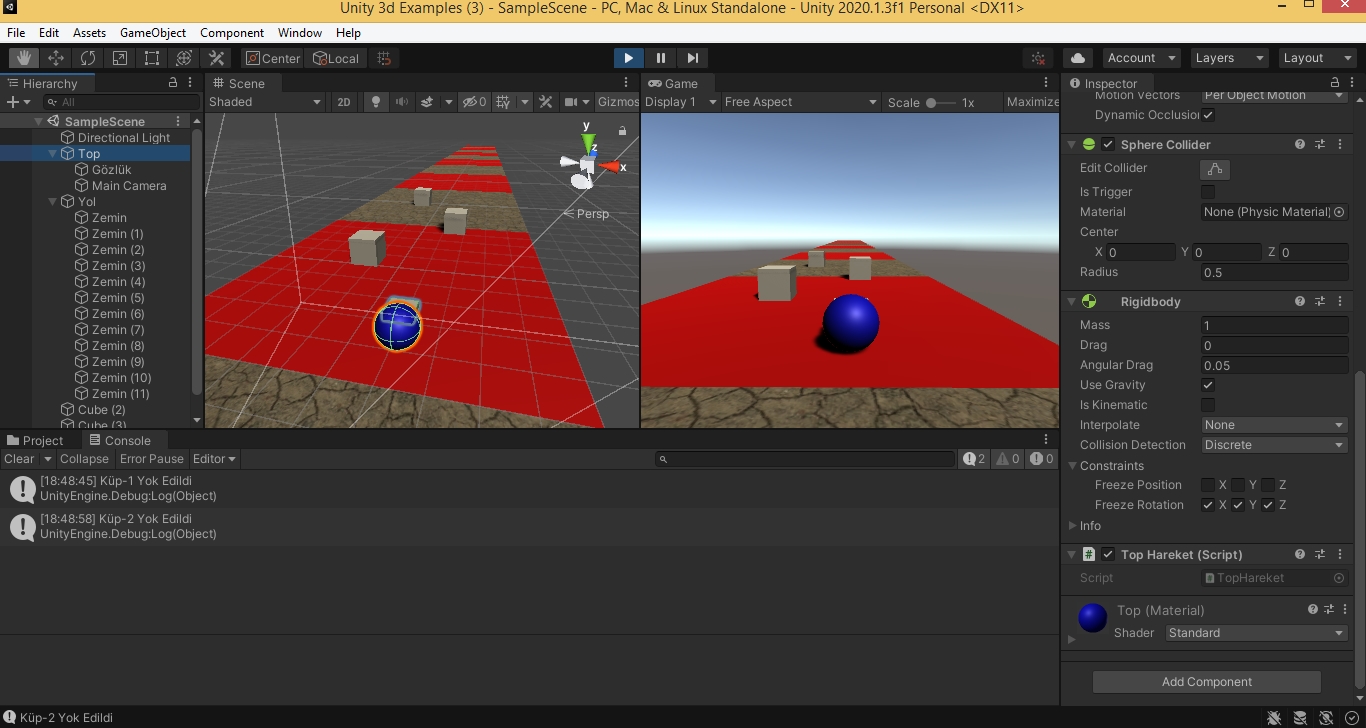 Unity 3d Examples (3) - SampleScene - PC, Mac & Linux Standalone - Unity 2020.1.3f1 Personal <DX11>
File Edit Assets GameObject Component Window Help
Center Local Account Layers Layout
Hierarchy
All
SampleScene
Directional Light
Top
Gözlük
Main Camera
Yol
Zemin
Zemin (1)
Zemin (2)
Zemin (3)
Zemin (4)
Zemin (5)
Zemin (6)
Zemin (7)
Zemin (8)
Zemin (9)
Zemin (10)
Zemin (11)
Cube (2)
Cube (3)
Scene
Shaded 2D 0 Gizmos
y
z
x
Persp
Game
Display 1 Free Aspect Scale 1x Maximize
Inspector
Motion Vectors Per Object Motion
Dynamic Occlusion
Sphere Collider
Edit Collider
Is Trigger
Material None (Physic Material)
Center
X 0 Y 0 Z 0
Radius 0.5
Rigidbody
Mass 1
Drag 0
Angular Drag 0.05
Use Gravity
Is Kinematic
Interpolate None
Collision Detection Discrete
Constraints
Freeze Position X Y Z
Freeze Rotation X Y Z
Info
# Top Hareket (Script)
Script TopHareket
Top (Material)
Shader Standard
Add Component
Project Console
Clear Collapse Error Pause Editor 2 0 0
[18:48:45] Küp-1 Yok Edildi
UnityEngine.Debug:Log(Object)
[18:48:58] Küp-2 Yok Edildi
UnityEngine.Debug:Log(Object)
Küp-2 Yok Edildi